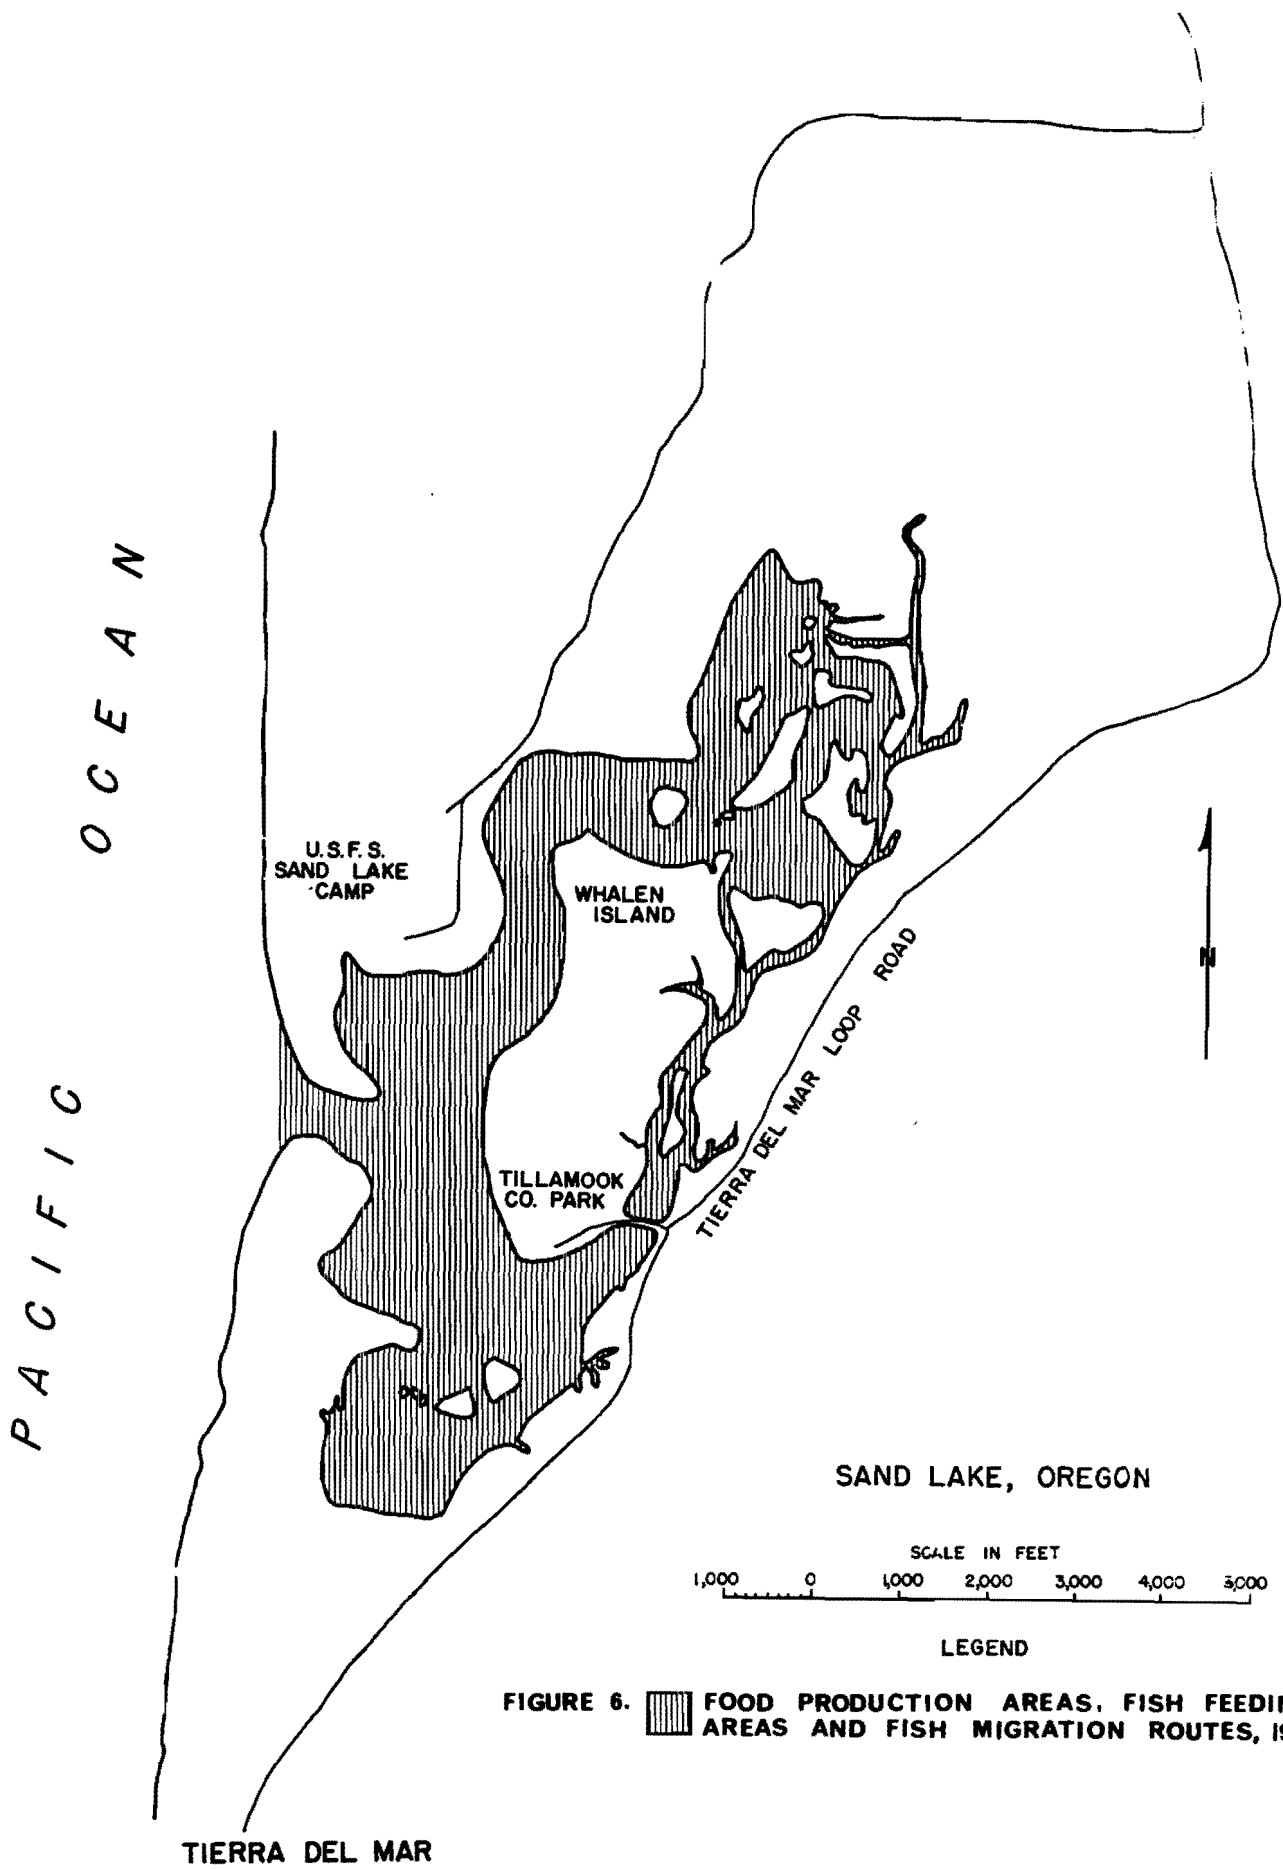 PACIFIC OCEAN
U.S.F.S.
SAND LAKE
CAMP
WHALEN
ISLAND
TILLAMOOK
CO. PARK
TIERRA DEL MAR LOOP ROAD
N
SAND LAKE, OREGON
SCALE IN FEET
1,000 0 1,000 2,000 3,000 4,000 5,000
LEGEND
FIGURE 6. FOOD PRODUCTION AREAS, FISH
AREAS AND FISH MIGRATION ROUTES,
TIERRA DEL MAR